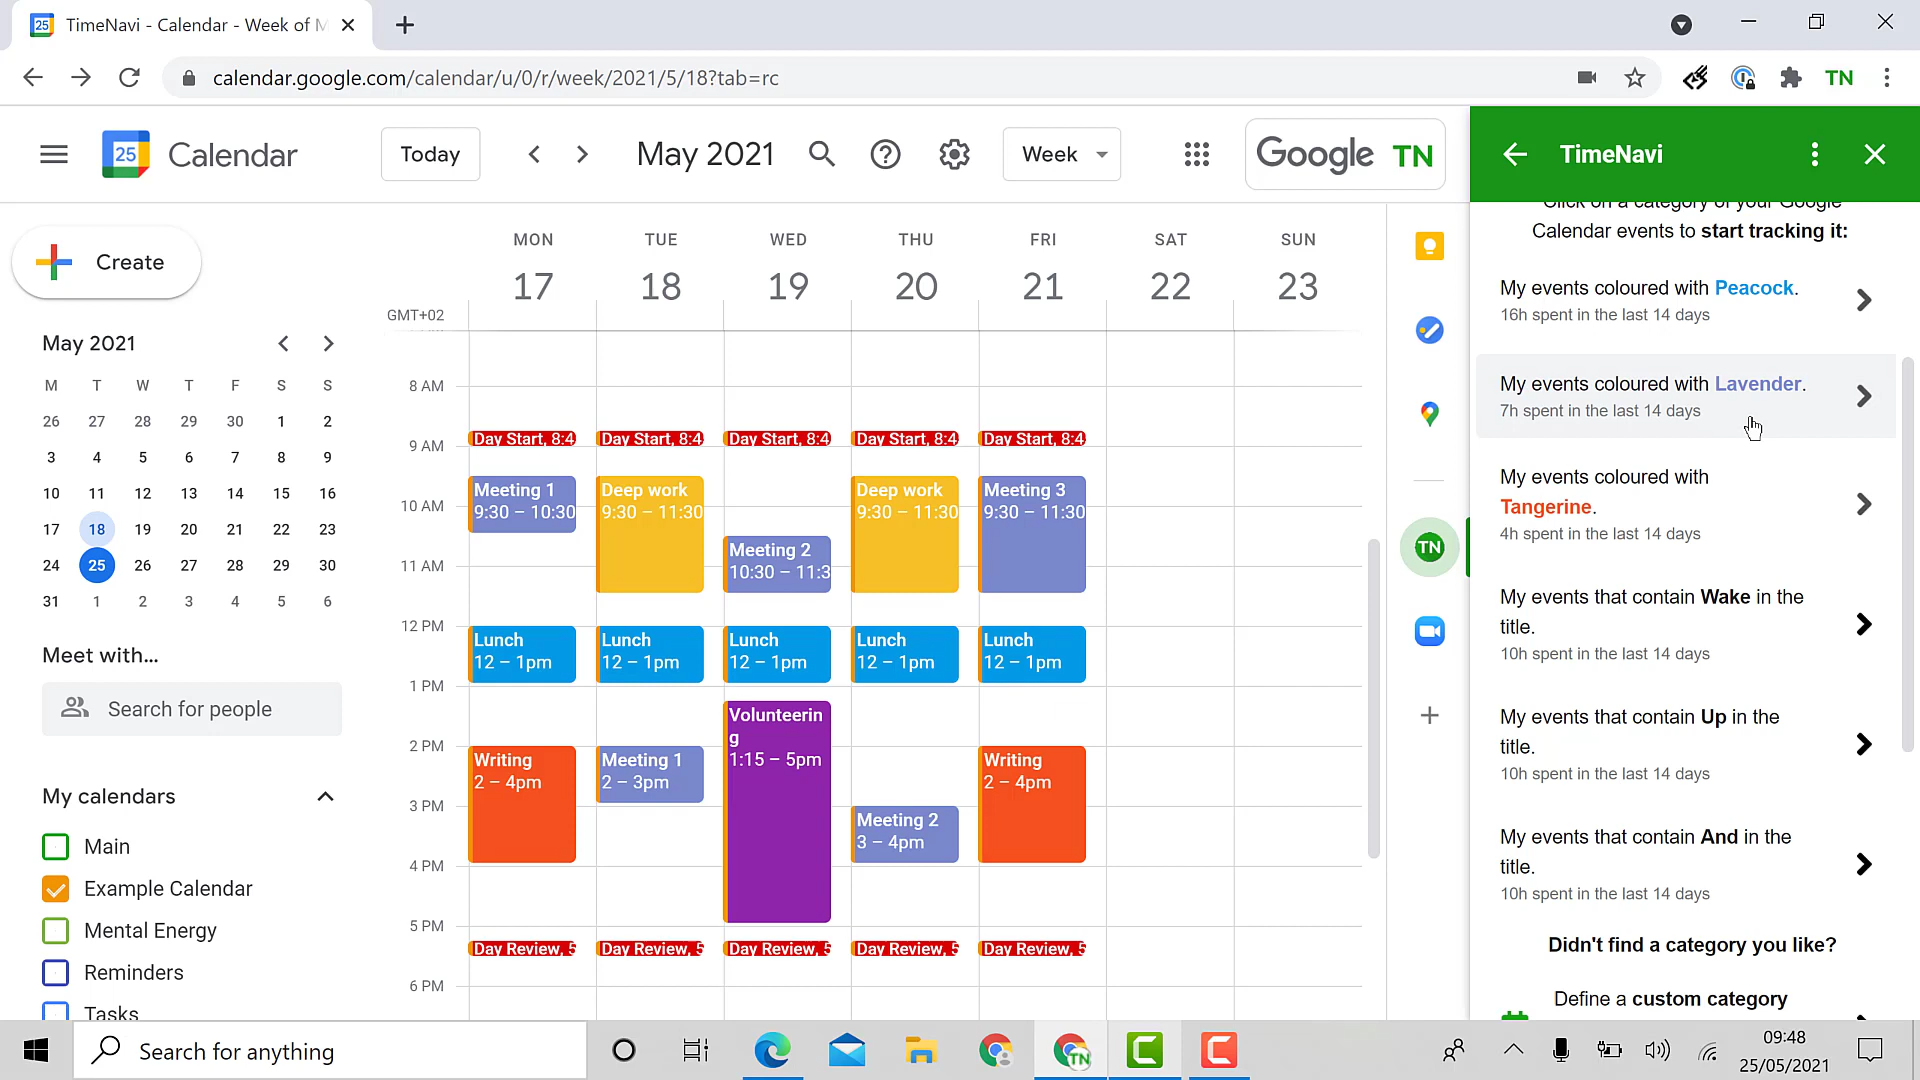 TimeNavi - Calendar - Week of M
calendar.google.com/calendar/u/0/r/week/2021/5/18?tab=rc
TN
25
Calendar
Today
May 2021
Week
Google TN
TimeNavi
Create
May 2021
M T W T F S S
26 27 28 29 30 1 2
3 4 5 6 7 8 9
10 11 12 13 14 15 16
17 18 19 20 21 22 23
24 25 26 27 28 29 30
31 1 2 3 4 5 6
Meet with...
Search for people
My calendars
Main
Example Calendar
Mental Energy
Reminders
Tasks
MON TUE WED THU FRI SAT SUN
17 18 19 20 21 22 23
GMT+02
8 AM
Day Start, 8:4 Day Start, 8:4 Day Start, 8:4 Day Start, 8:4 Day Start, 8:4
9 AM
Meeting 1 Deep work Deep work Meeting 3
9:30 – 10:30 9:30 – 11:30 9:30 – 11:30 9:30 – 11:30
10 AM
Meeting 2
10:30 – 11:3
11 AM
12 PM
Lunch Lunch Lunch Lunch Lunch
12 – 1pm 12 – 1pm 12 – 1pm 12 – 1pm 12 – 1pm
1 PM
Volunteerin
g
1:15 – 5pm
2 PM
Writing Meeting 1 Writing
2 – 4pm 2 – 3pm 2 – 4pm
3 PM
Meeting 2
3 – 4pm
4 PM
5 PM
Day Review, 5 Day Review, 5 Day Review, 5 Day Review, 5 Day Review, 5
6 PM
TN
Click on a category of your Google
Calendar events to start tracking it:
My events coloured with Peacock.
16h spent in the last 14 days
My events coloured with Lavender.
7h spent in the last 14 days
My events coloured with
Tangerine.
4h spent in the last 14 days
My events that contain Wake in the
title.
10h spent in the last 14 days
My events that contain Up in the
title.
10h spent in the last 14 days
My events that contain And in the
title.
10h spent in the last 14 days
Didn't find a category you like?
Define a custom category
Search for anything
TN
09:48
25/05/2021